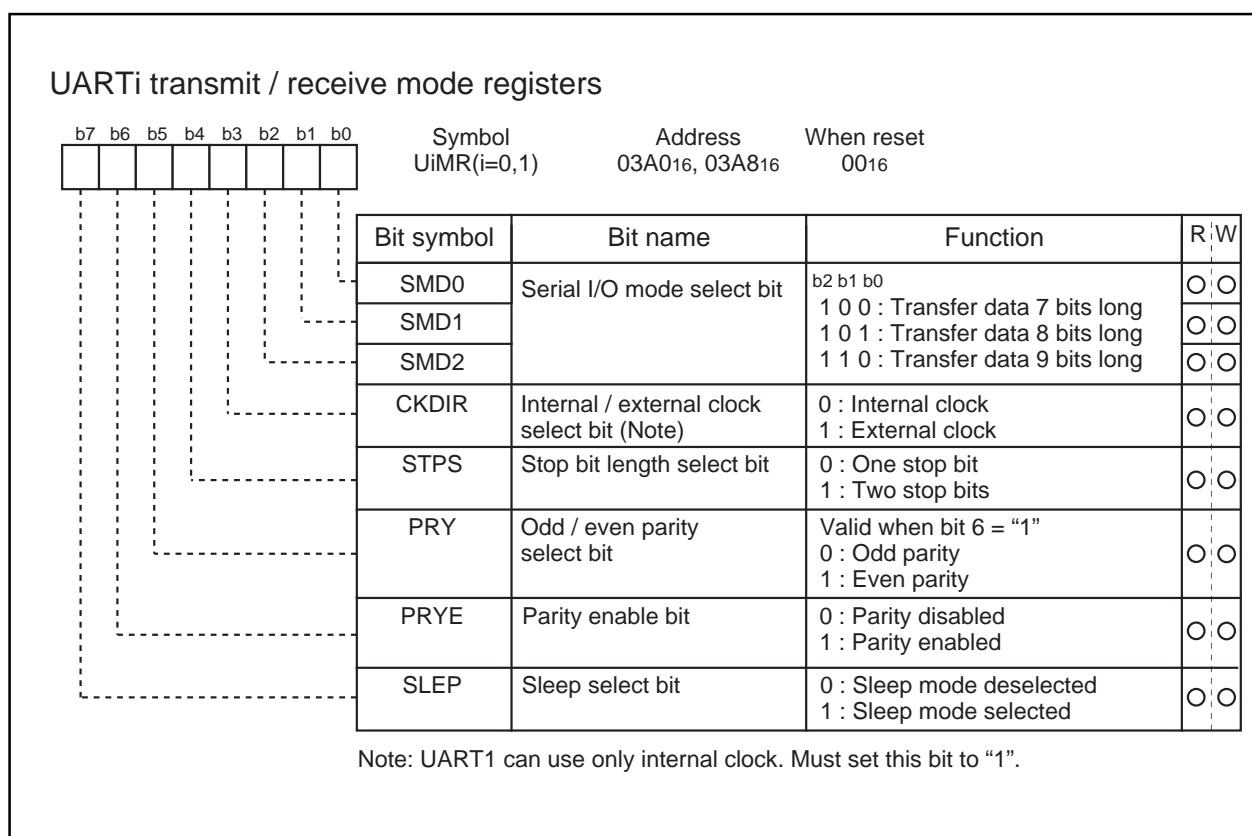 UARTi transmit / receive mode registers
b7 b6 b5 b4 b3 b2 b1 b0
Symbol Address When reset
UiMR(i=0,1) 03A016, 03A816 0016
Bit symbol Bit name Function R W
SMD0 Serial I/O mode select bit b2 b1 b0
1 0 0 : Transfer data 7 bits long
SMD1 1 0 1 : Transfer data 8 bits long
SMD2 1 1 0 : Transfer data 9 bits long
CKDIR Internal / external clock 0 : Internal clock
select bit (Note) 1 : External clock
STPS Stop bit length select bit 0 : One stop bit
1 : Two stop bits
PRY Odd / even parity Valid when bit 6 = “1”
select bit 0 : Odd parity
1 : Even parity
PRYE Parity enable bit 0 : Parity disabled
1 : Parity enabled
SLEP Sleep select bit 0 : Sleep mode deselected
1 : Sleep mode selected
Note: UART1 can use only internal clock. Must set this bit to “1”.